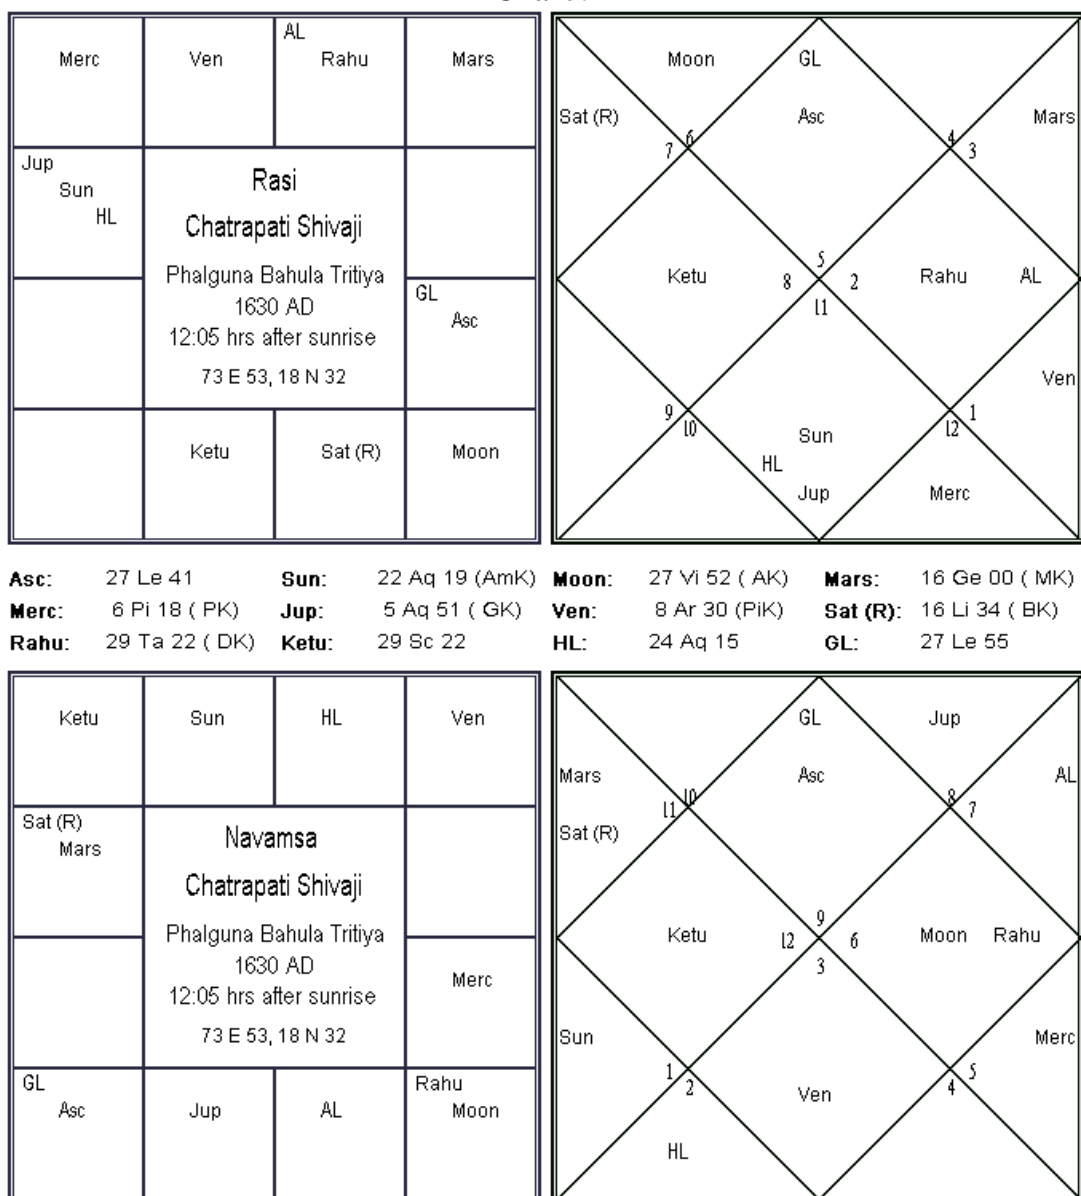 Merc Ven AL Rahu Mars
Jup Sun HL
Rasi
Chatrapati Shivaji
Phalguna Bahula Tritiya
1630 AD
12:05 hrs after sunrise
73 E 53, 18 N 32
GL Asc
Ketu Sat (R) Moon
Moon GL
Sat (R) Asc Mars
6 4
7 3
5
Ketu 8 2 Rahu AL
11
Ven
9 1
10 12
Sun
HL
Jup Merc
Asc: 27 Le 41 Sun: 22 Aq 19 (AmK) Moon: 27 Vi 52 ( AK) Mars: 16 Ge 00 ( MK)
Merc: 6 Pi 18 ( PK) Jup: 5 Aq 51 ( GK) Ven: 8 Ar 30 (PiK) Sat (R): 16 Li 34 ( BK)
Rahu: 29 Ta 22 ( DK) Ketu: 29 Sc 22 HL: 24 Aq 15 GL: 27 Le 55
Ketu Sun HL Ven
Sat (R)
Mars
Navamsa
Chatrapati Shivaji
Phalguna Bahula Tritiya
1630 AD
12:05 hrs after sunrise
73 E 53, 18 N 32
Merc
GL Asc Jup AL Rahu Moon
GL Jup
Mars Asc AL
10 8
11 7
Sat (R)
9
Ketu 12 6 Moon Rahu
3
Sun Merc
1 5
2 4
Ven
HL